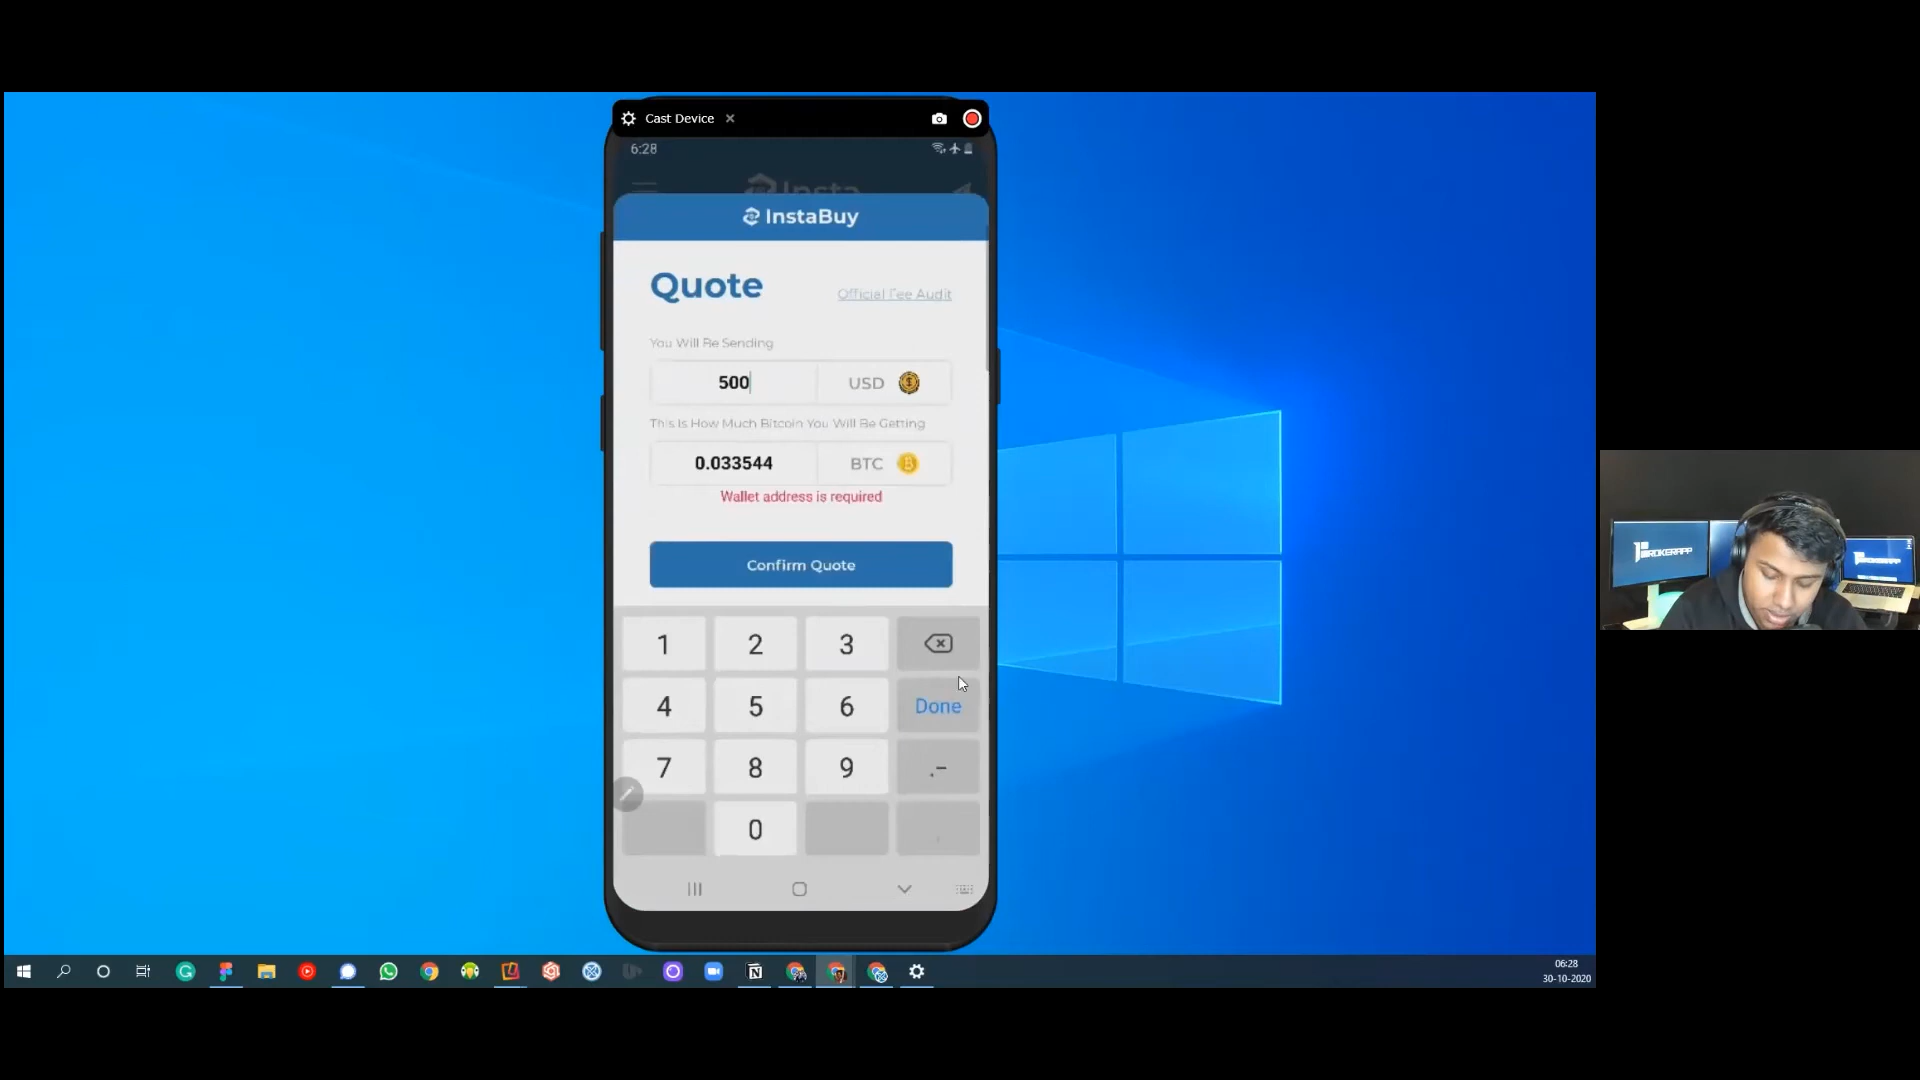 Cast Device
6:28
Insta
InstaBuy
Quote
Official Fee Audit
You Will Be Sending
500
USD
This Is How Much Bitcoin You Will Be Getting
0.033544
BTC
Wallet address is required
Confirm Quote
1 2 3
4 5 6 Done
7 8 9 .-
0
06:28
30-10-2020